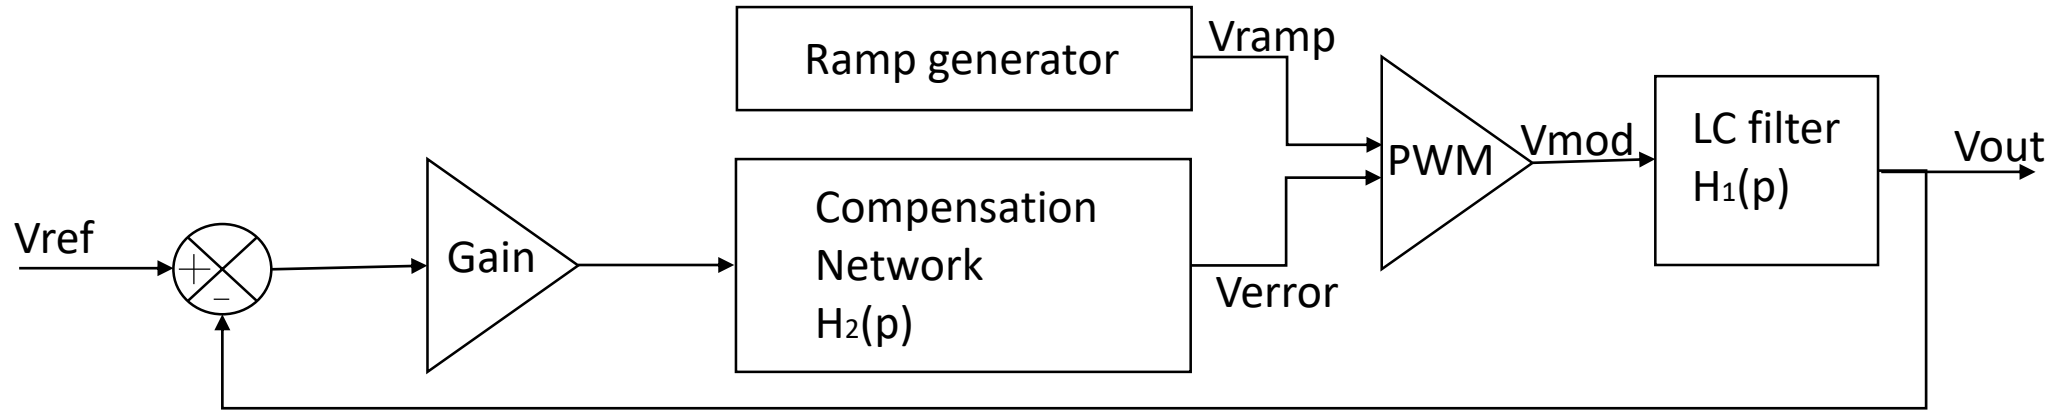 Ramp generator
Vramp
PWM
Vmod
LC filter
H1(p)
Vout
Vref
+
−
Gain
Compensation
Network
H2(p)
Verror